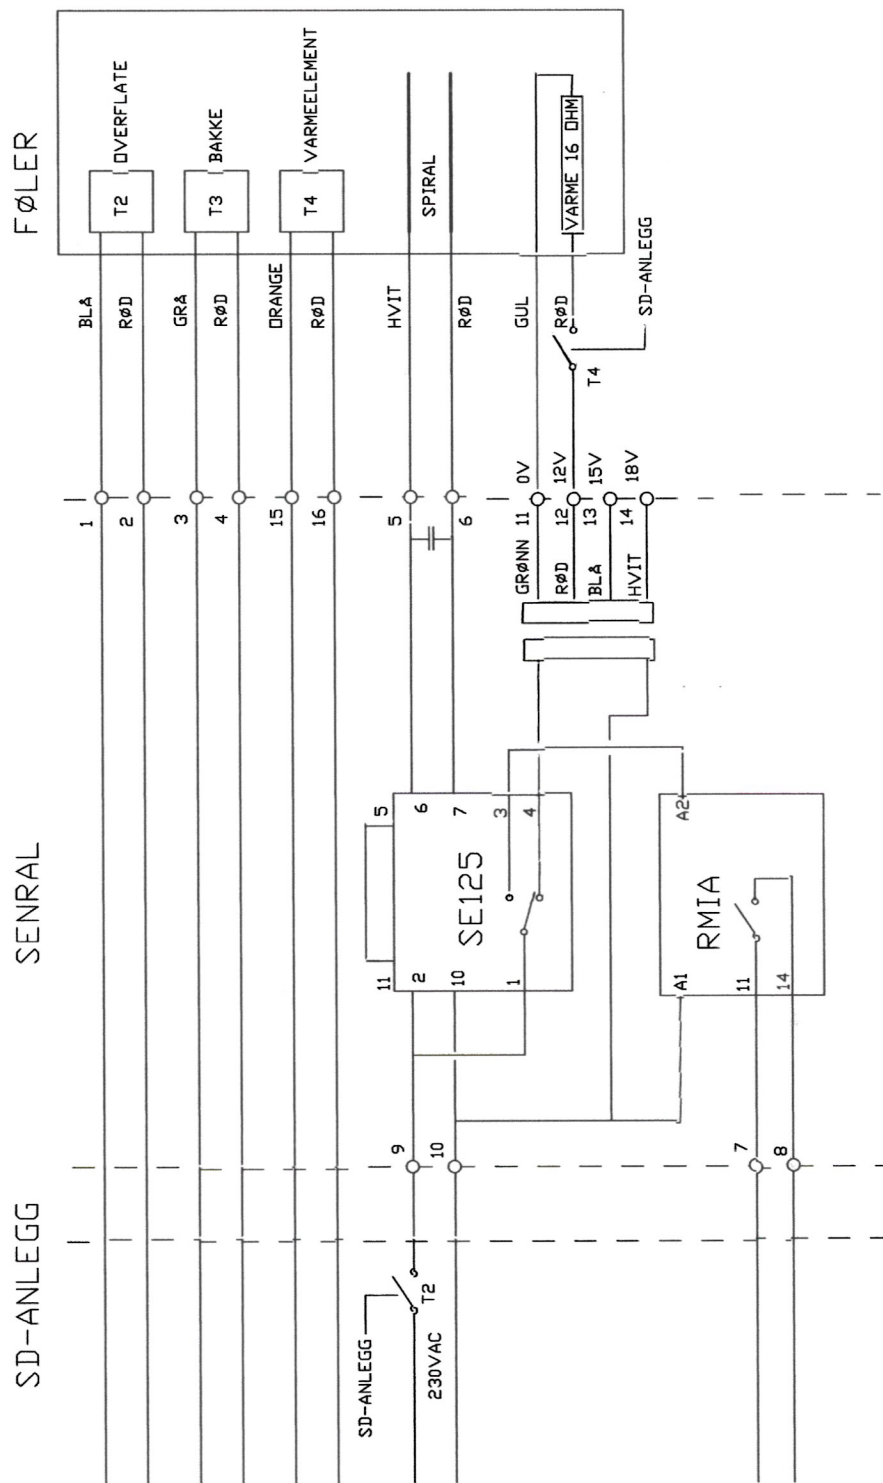 SD-ANLEGG
SENRAL
FØLER
BLÅ
RØD
GRÅ
RØD
ORANGE
RØD
HVIT
RØD
GUL
RØD
T2
OVERFLATE
T3
BAKKE
T4
VARMEELEMENT
SPIRAL
VARME 16 OHM
SD-ANLEGG
T4
1
2
3
4
15
16
5
6
GRØNN 11 0V
RØD 12 12V
BLÅ 13 15V
HVIT 14 18V
SE125
11
5
2
6
10
7
1
3
4
RMIA
A1
A2
11
14
9
10
7
8
SD-ANLEGG
T2
230VAC